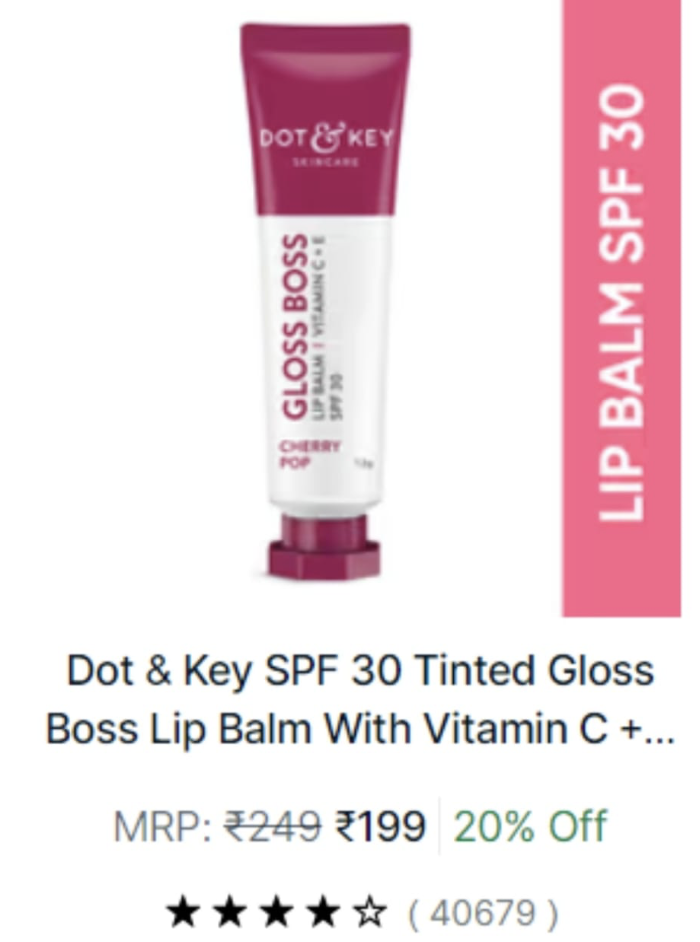 DOT & KEY
SKINCARE
GLOSS BOSS
LIP BALM | VITAMIN C + E
SPF 30
CHERRY
POP
LIP BALM SPF 30
Dot & Key SPF 30 Tinted Gloss
Boss Lip Balm With Vitamin C +...
MRP: ₹249 ₹199 20% Off
( 40679 )